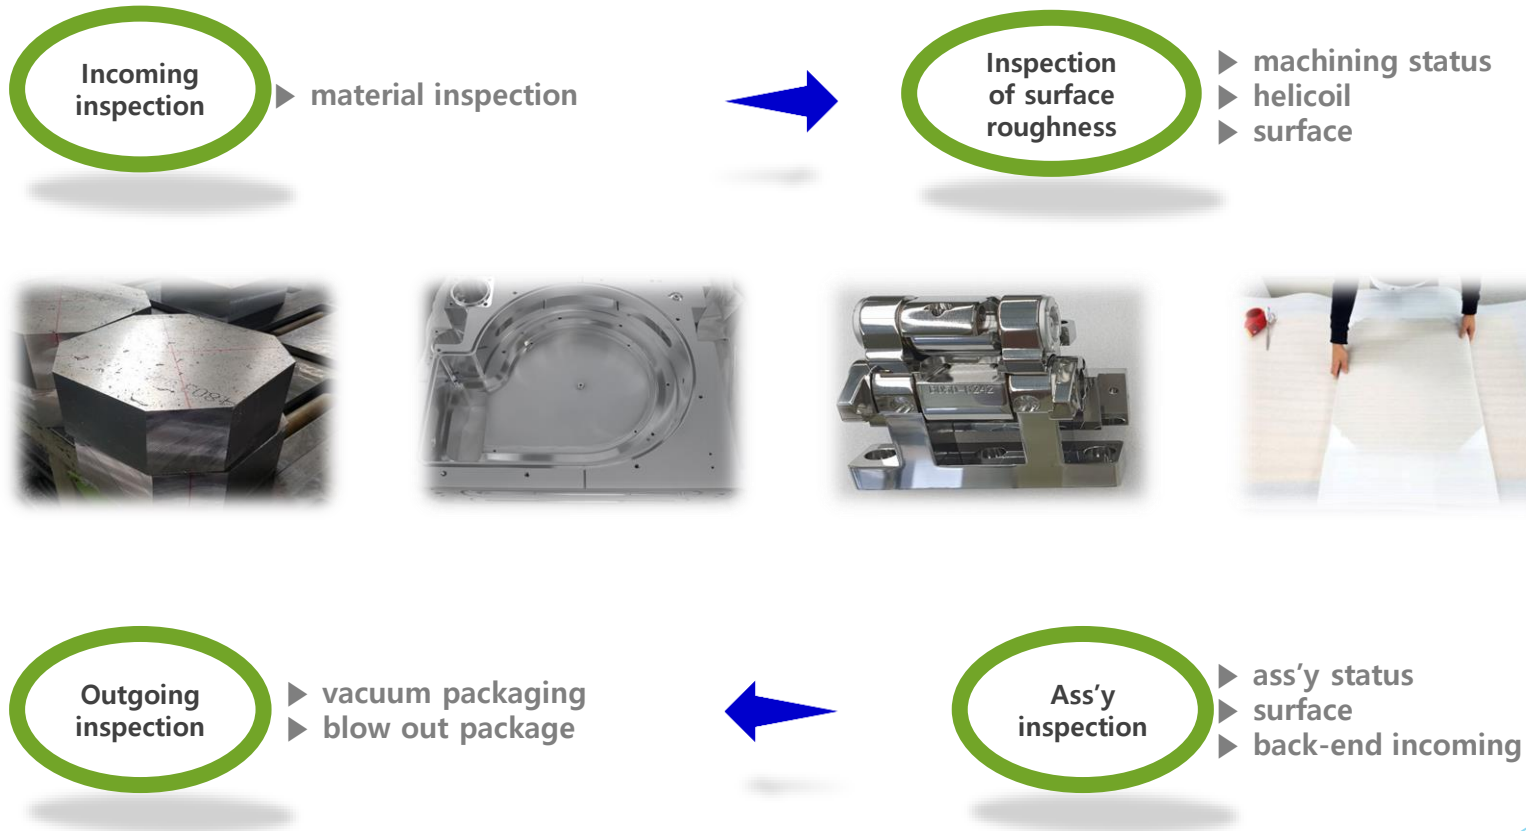 Incoming
inspection
▶ material inspection
Inspection
of surface
roughness
▶ machining status
▶ helicoil
▶ surface
Outgoing
inspection
▶ vacuum packaging
▶ blow out package
Ass’y
inspection
▶ ass’y status
▶ surface
▶ back-end incoming